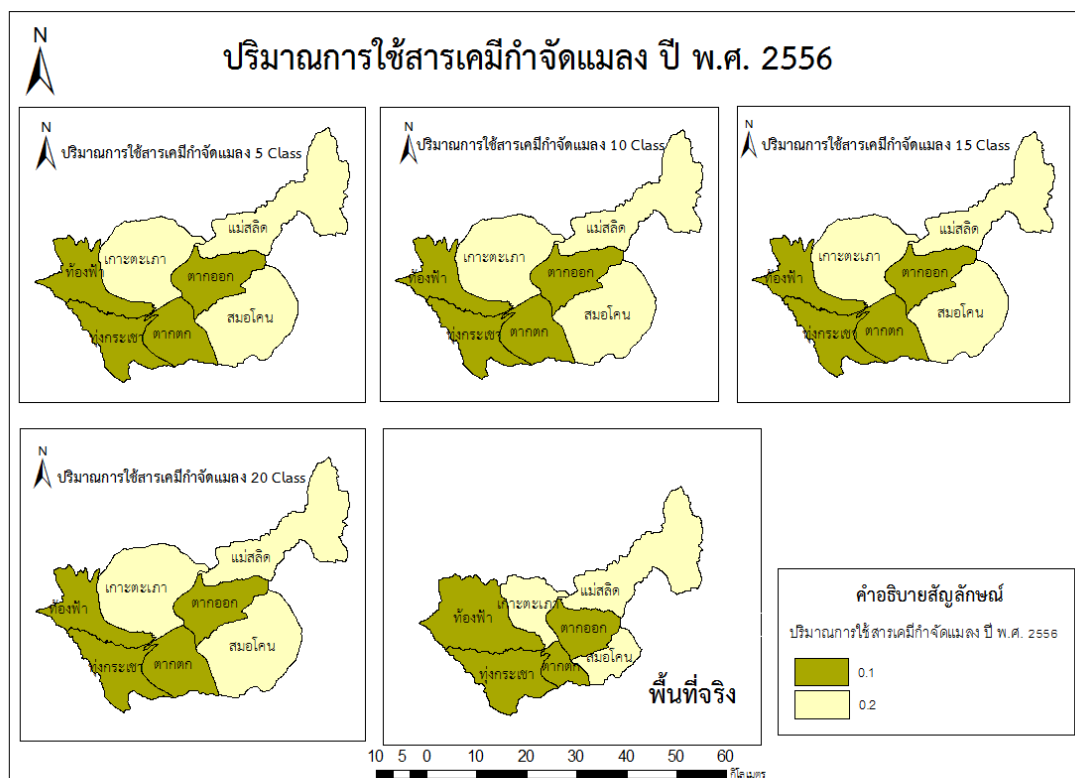 N
ปริมาณการใช้สารเคมีกำจัดแมลง ปี พ.ศ. 2556
N
ปริมาณการใช้สารเคมีกำจัดแมลง 5 Class
แม่สลิด
เกาะตะเภา
ท้องฟ้า
ตากออก
สมอโคน
ทุ่งกระเชา
ตากตก
N
ปริมาณการใช้สารเคมีกำจัดแมลง 10 Class
แม่สลิด
เกาะตะเภา
ท้องฟ้า
ตากออก
สมอโคน
ทุ่งกระเชา
ตากตก
N
ปริมาณการใช้สารเคมีกำจัดแมลง 15 Class
แม่สลิด
เกาะตะเภา
ท้องฟ้า
ตากออก
สมอโคน
ทุ่งกระเชา
ตากตก
N
ปริมาณการใช้สารเคมีกำจัดแมลง 20 Class
แม่สลิด
เกาะตะเภา
ท้องฟ้า
ตากออก
สมอโคน
ทุ่งกระเชา
ตากตก
แม่สลิด
เกาะตะเภา
ท้องฟ้า
ตากออก
สมอโคน
ทุ่งกระเชา
ตากตก
พื้นที่จริง
คำอธิบายสัญลักษณ์
ปริมาณการใช้สารเคมีกำจัดแมลง ปี พ.ศ. 2556
0.1
0.2
10 5 0 10 20 30 40 50 60
กิโลเมตร